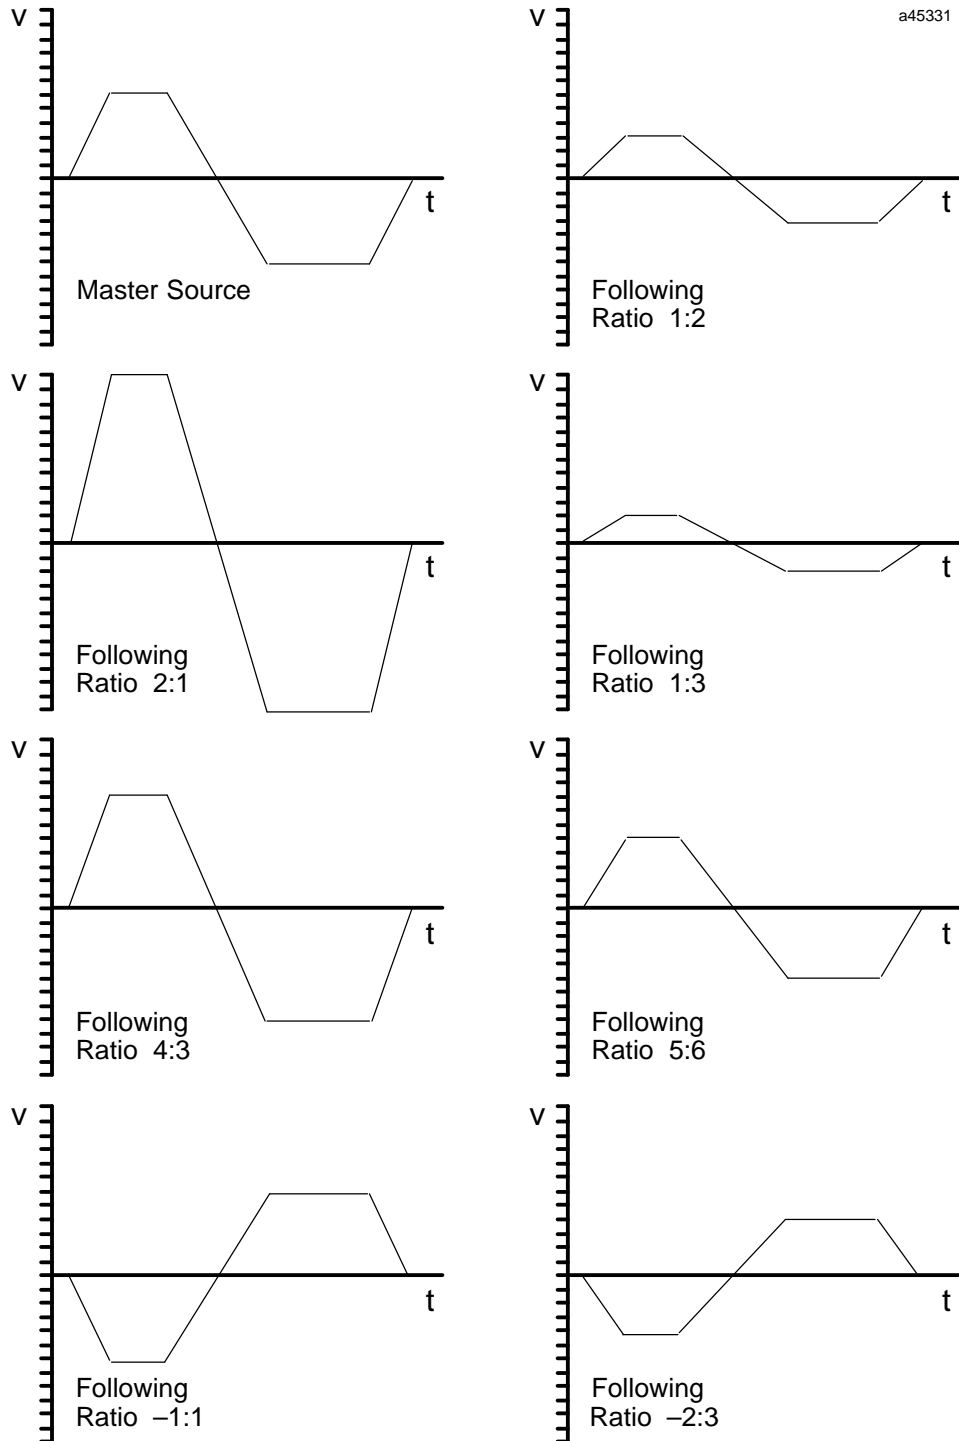 a45331
v
t
Master Source
v
t
Following
Ratio 1:2
v
t
Following
Ratio 2:1
v
t
Following
Ratio 1:3
v
t
Following
Ratio 4:3
v
t
Following
Ratio 5:6
v
t
Following
Ratio –1:1
v
t
Following
Ratio –2:3